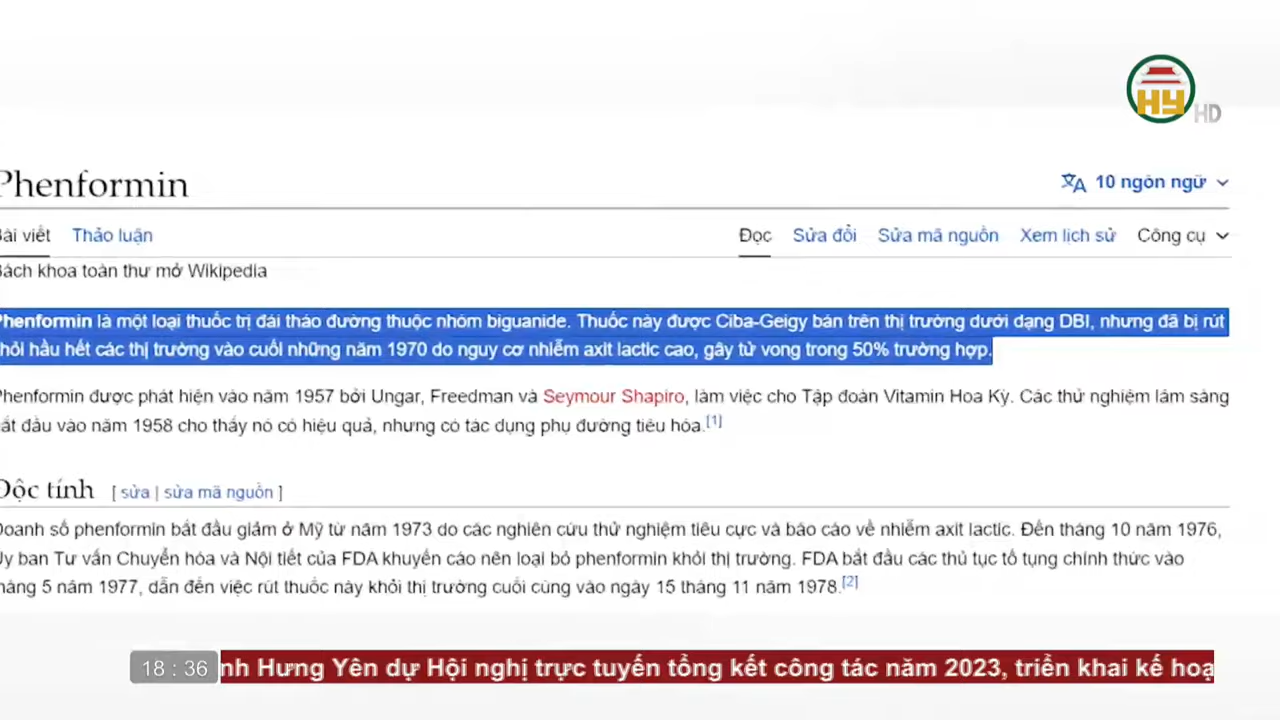 HY HD
Phenformin
10 ngôn ngữ
Bài viết Thảo luận Đọc Sửa đổi Sửa mã nguồn Xem lịch sử Công cụ
Bách khoa toàn thư mở Wikipedia
Phenformin là một loại thuốc trị đái tháo đường thuộc nhóm biguanide. Thuốc này được Ciba-Geigy bán trên thị trường dưới dạng DBI, nhưng đã bị rút
khỏi hầu hết các thị trường vào cuối những năm 1970 do nguy cơ nhiễm axit lactic cao, gây tử vong trong 50% trường hợp.
Phenformin được phát hiện vào năm 1957 bởi Ungar, Freedman và Seymour Shapiro, làm việc cho Tập đoàn Vitamin Hoa Kỳ. Các thử nghiệm lâm sàng
bắt đầu vào năm 1958 cho thấy nó có hiệu quả, nhưng có tác dụng phụ đường tiêu hóa.[1]
Độc tính [ sửa | sửa mã nguồn ]
Doanh số phenformin bắt đầu giảm ở Mỹ từ năm 1973 do các nghiên cứu thử nghiệm tiêu cực và báo cáo về nhiễm axit lactic. Đến tháng 10 năm 1976,
Ủy ban Tư vấn Chuyển hóa và Nội tiết của FDA khuyến cáo nên loại bỏ phenformin khỏi thị trường. FDA bắt đầu các thủ tục tố tụng chính thức vào
tháng 5 năm 1977, dẫn đến việc rút thuốc này khỏi thị trường cuối cùng vào ngày 15 tháng 11 năm 1978.[2]
18 : 36 nh Hưng Yên dự Hội nghị trực tuyến tổng kết công tác năm 2023, triển khai kế hoạ